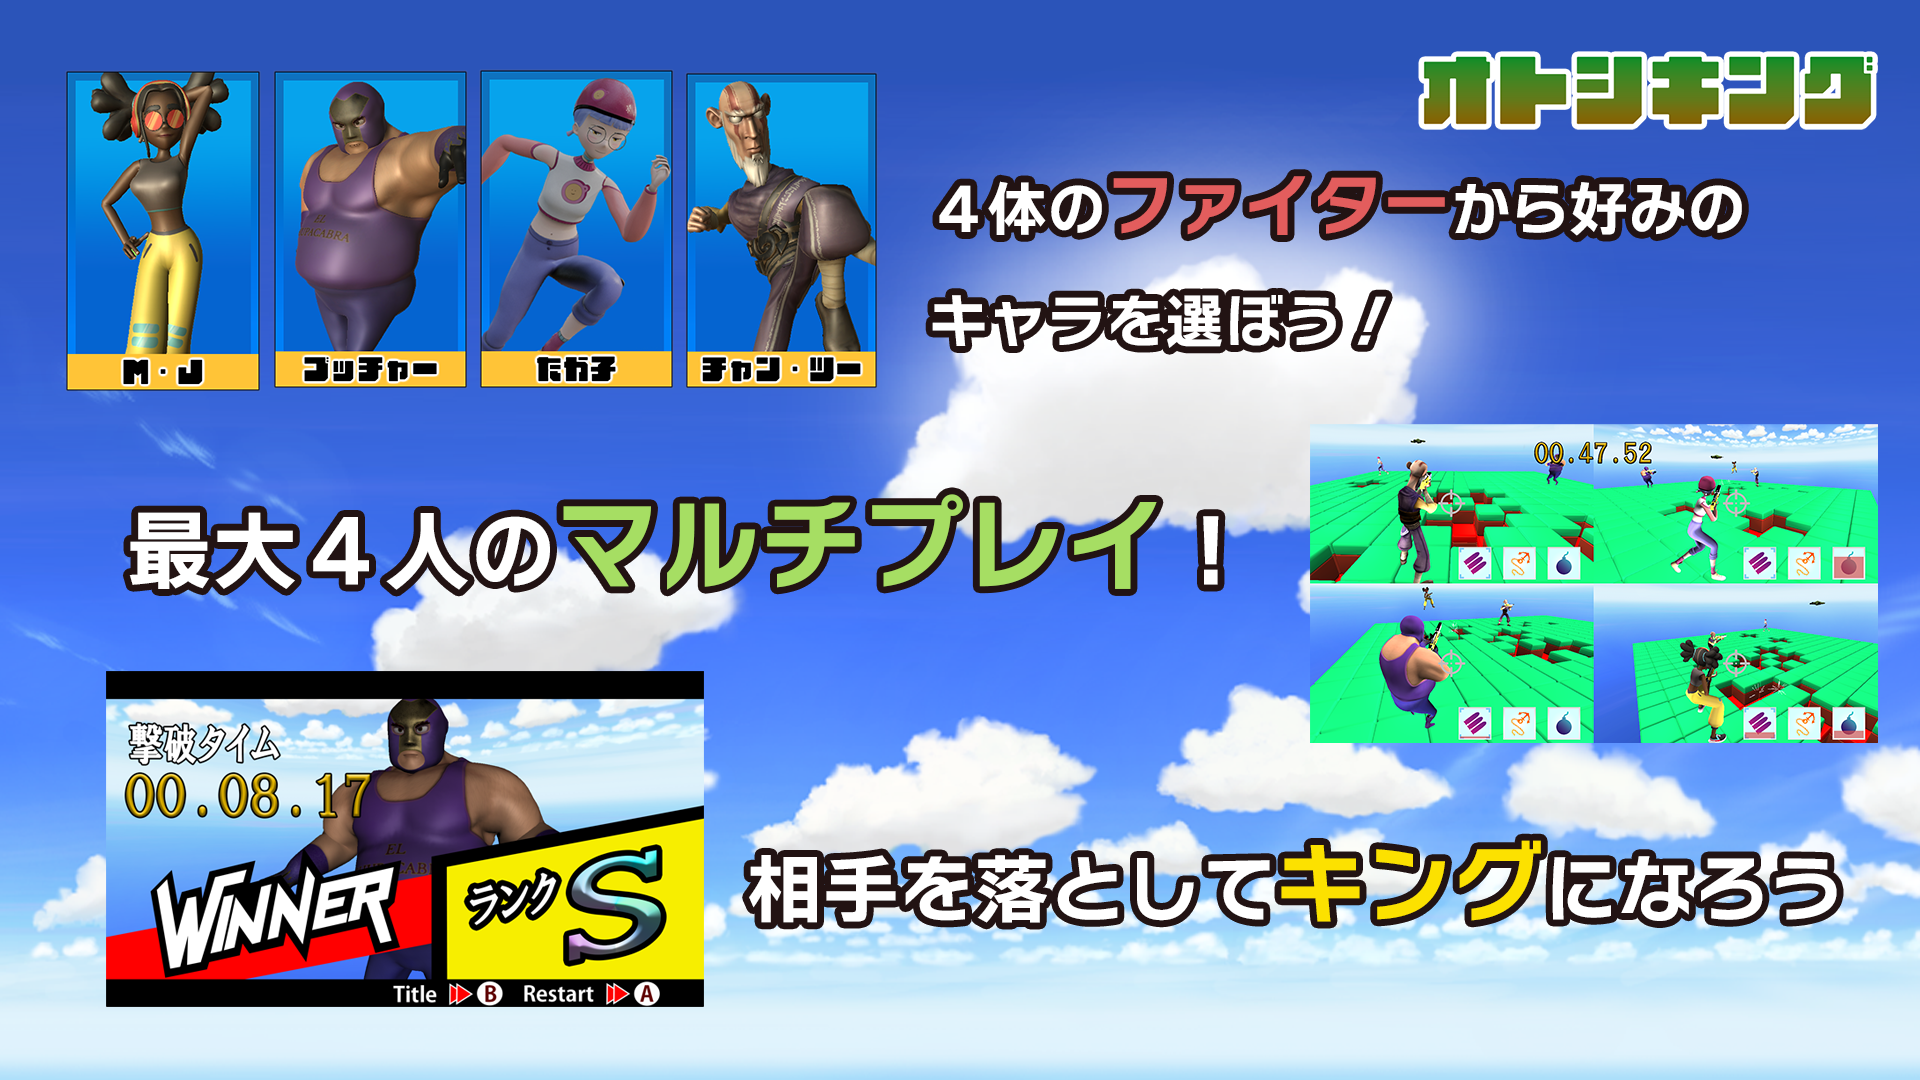 オトシキング
M・J
ブッチャー
たか子
チャン・ツー
4体のファイターから好みの
キャラを選ぼう！
最大4人のマルチプレイ！
00.47.52
撃破タイム
00.08.17
EL
WINNER
ランクS
Title B Restart A
相手を落としてキングになろう